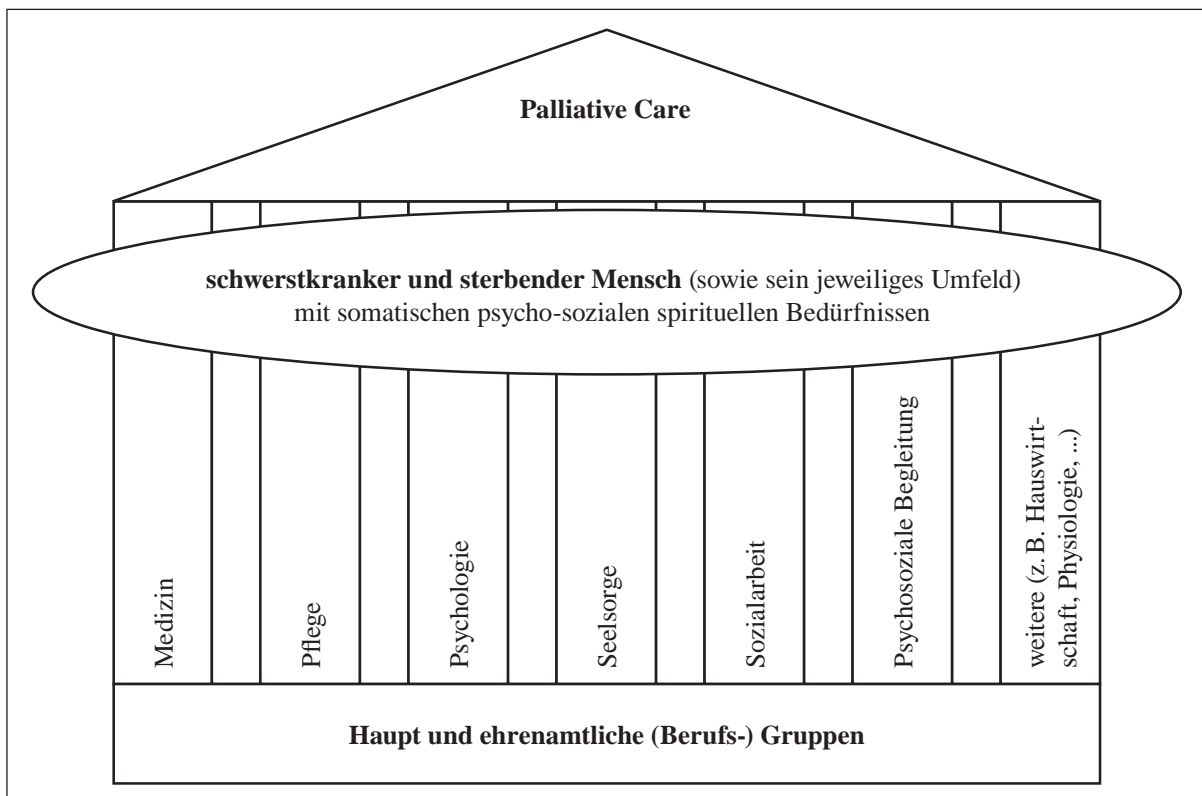 Palliative Care
schwerstkranker und sterbender Mensch (sowie sein jeweiliges Umfeld)
mit somatischen psycho-sozialen spirituellen Bedürfnissen
Medizin
Pflege
Psychologie
Seelsorge
Sozialarbeit
Psychosoziale Begleitung
weitere (z. B. Hauswirt-
schaft, Physiologie, ...)
Haupt und ehrenamtliche (Berufs-) Gruppen